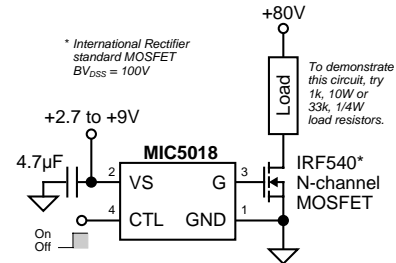 +80V
* International Rectifier
standard MOSFET
BVDSS = 100V
Load
To demonstrate
this circuit, try
1k, 10W or
33k, 1/4W
load resistors.
+2.7 to +9V
MIC5018
4.7µF
2
VS
G
3
IRF540*
N-channel
MOSFET
4
CTL
GND
1
On
Off